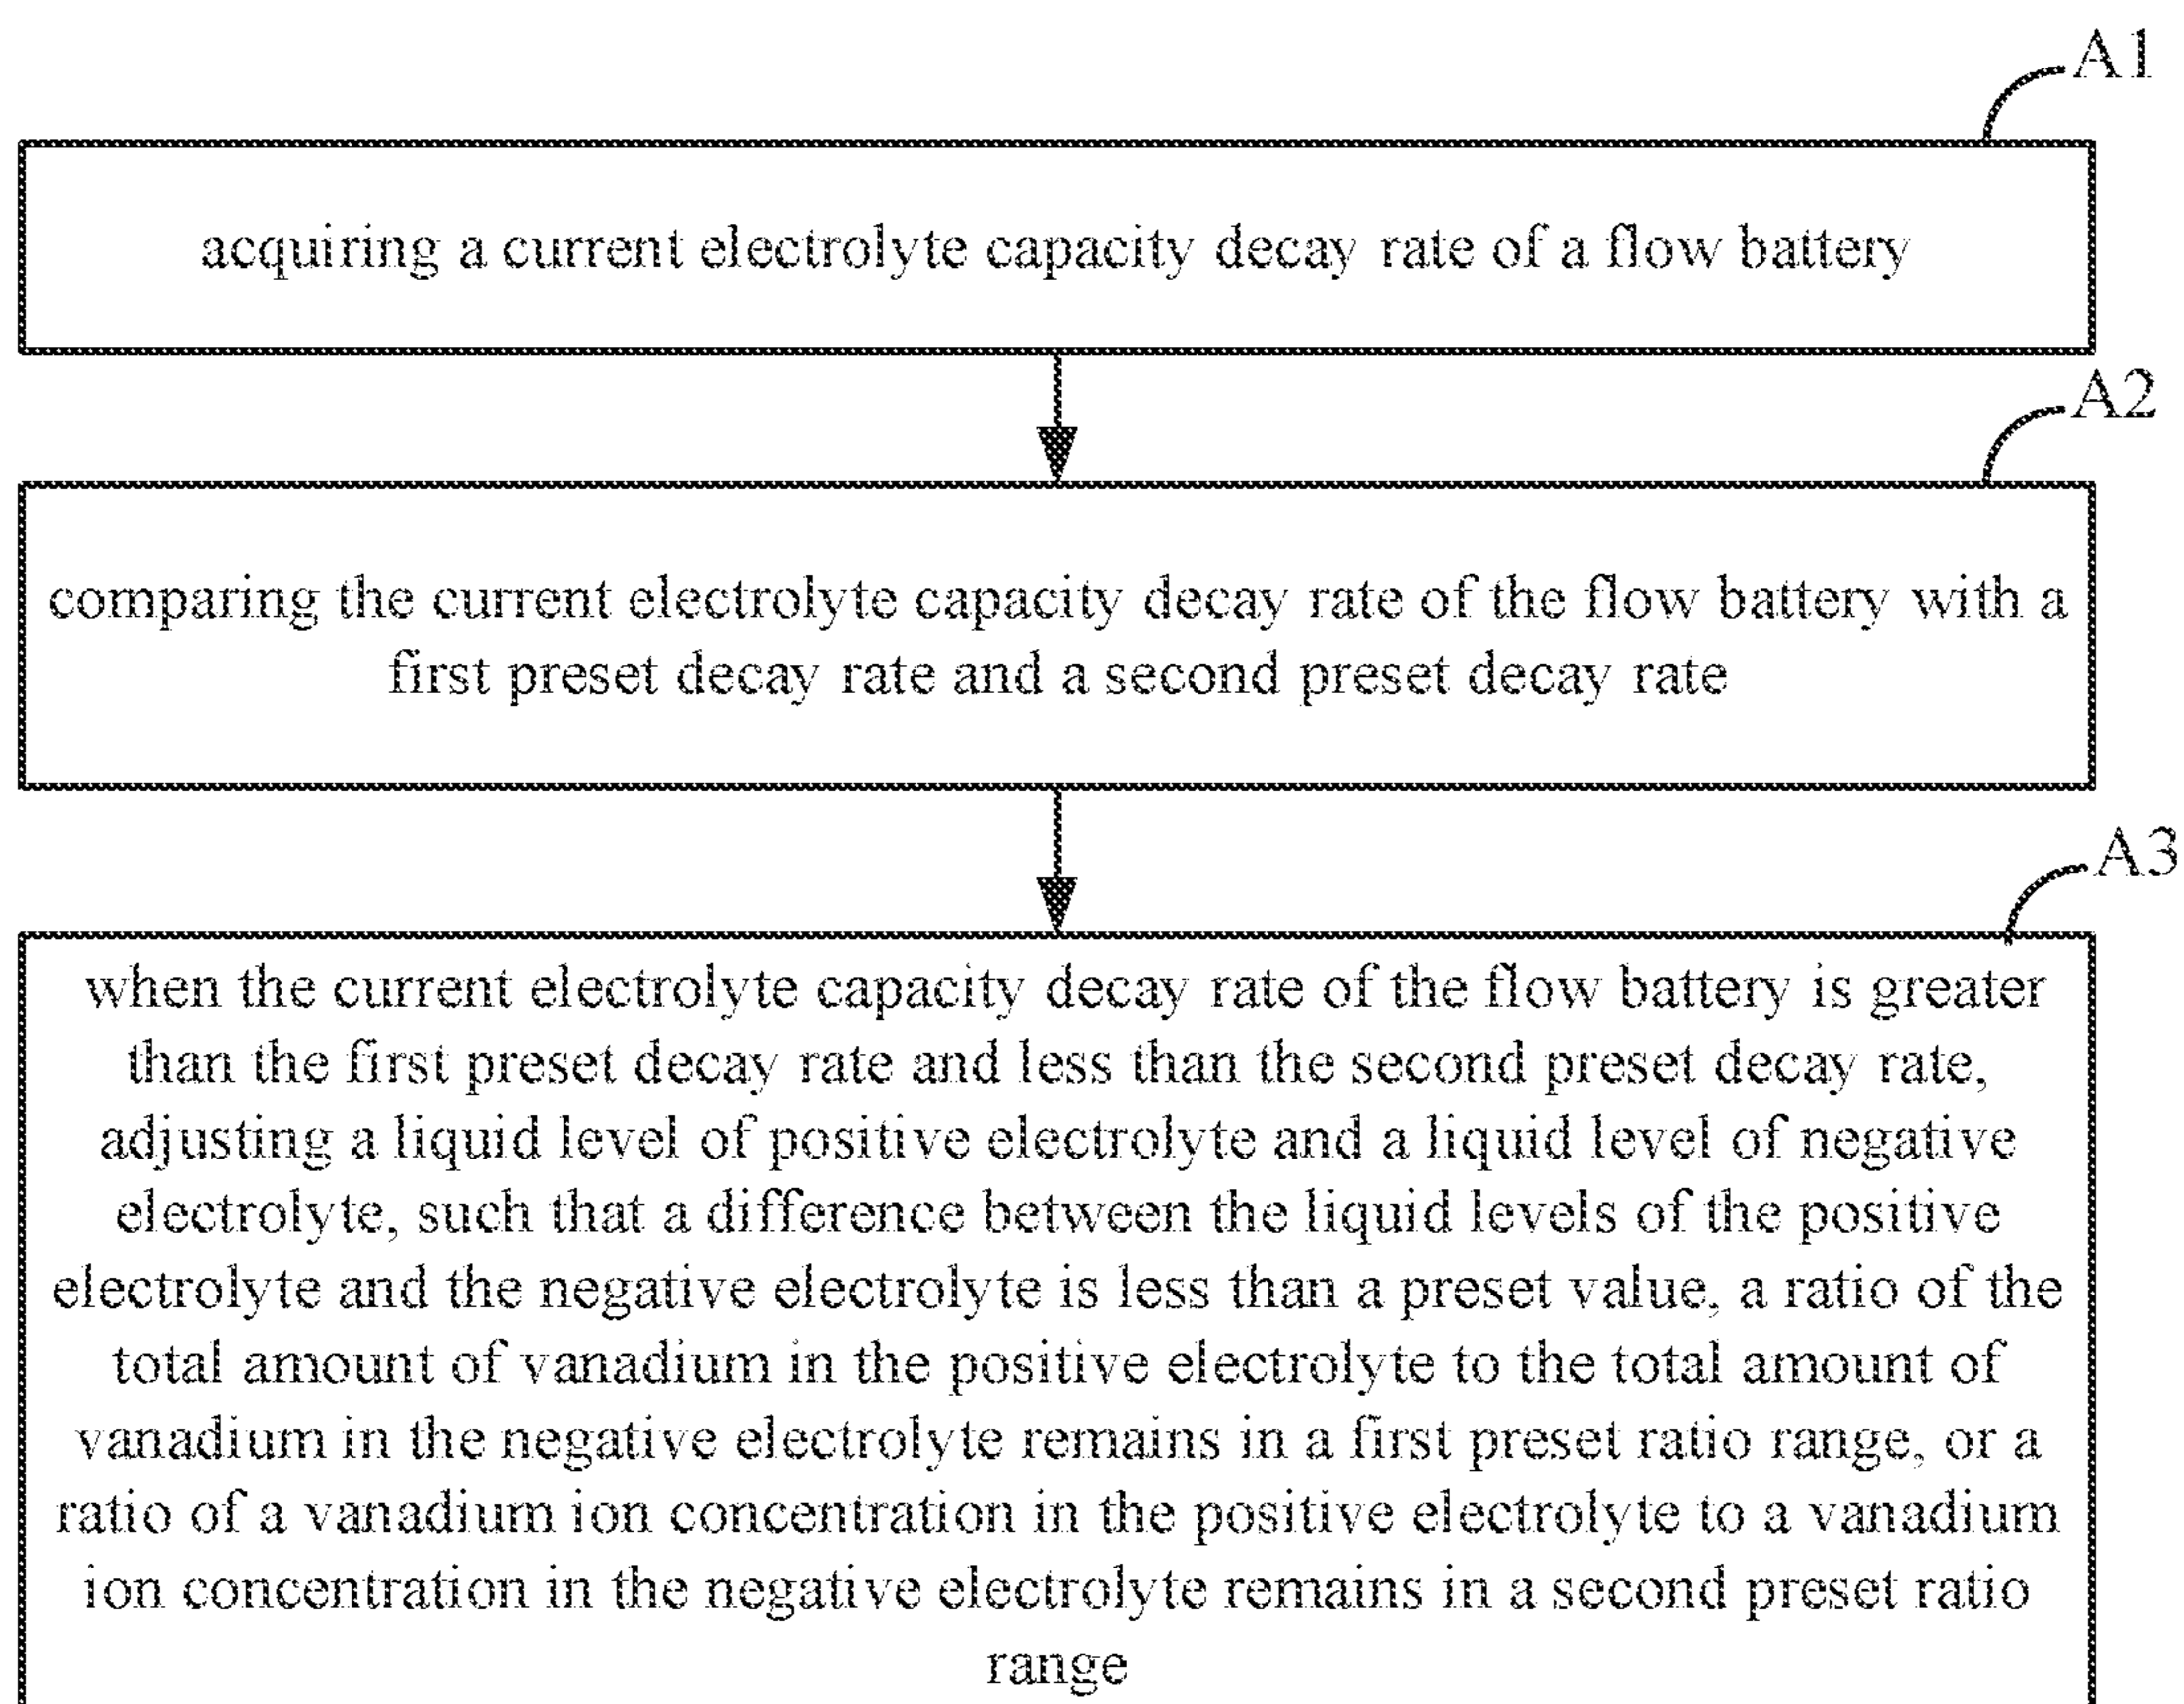 A1
acquiring a current electrolyte capacity decay rate of a flow battery
A2
comparing the current electrolyte capacity decay rate of the flow battery with a
first preset decay rate and a second preset decay rate
A3
when the current electrolyte capacity decay rate of the flow battery is greater
than the first preset decay rate and less than the second preset decay rate,
adjusting a liquid level of positive electrolyte and a liquid level of negative
electrolyte, such that a difference between the liquid levels of the positive
electrolyte and the negative electrolyte is less than a preset value, a ratio of the
total amount of vanadium in the positive electrolyte to the total amount of
vanadium in the negative electrolyte remains in a first preset ratio range, or a
ratio of a vanadium ion concentration in the positive electrolyte to a vanadium
ion concentration in the negative electrolyte remains in a second preset ratio
range